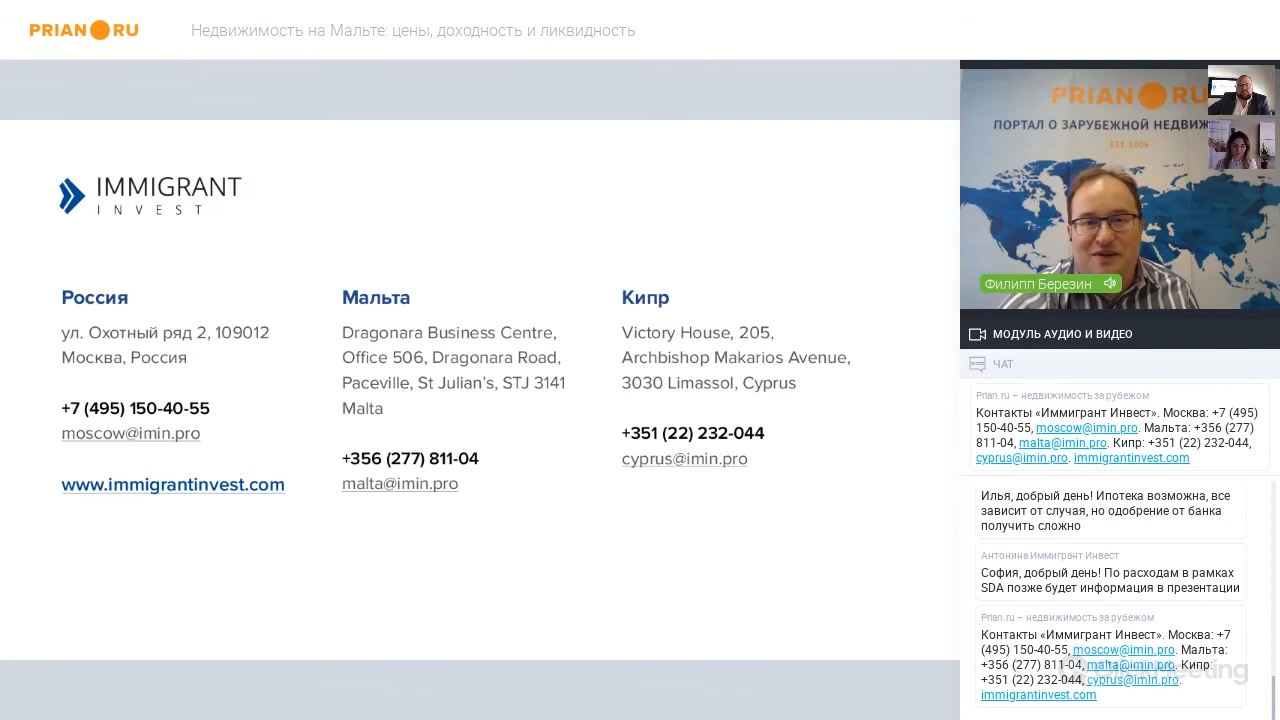 PRIAN RU
Недвижимость на Мальте: цены, доходность и ликвидность
IMMIGRANT
INVEST
Россия
ул. Охотный ряд 2, 109012
Москва, Россия
+7 (495) 150-40-55
moscow@imin.pro
www.immigrantinvest.com
Мальта
Dragonara Business Centre,
Office 506, Dragonara Road,
Paceville, St Julian’s, STJ 3141
Malta
+356 (277) 811-04
malta@imin.pro
Кипр
Victory House, 205,
Archbishop Makarios Avenue,
3030 Limassol, Cyprus
+351 (22) 232-044
cyprus@imin.pro
PRIAN RU
ПОРТАЛ О ЗАРУБЕЖНОЙ
EST. 2006
Филипп Березин
МОДУЛЬ АУДИО И ВИДЕО
ЧАТ
Prian.ru – недвижимость за рубежом
Контакты «Иммигрант Инвест». Москва: +7 (495)
150-40-55, moscow@imin.pro. Мальта: +356 (277)
811-04, malta@imin.pro. Кипр: +351 (22) 232-044,
cyprus@imin.pro. immigrantinvest.com
Илья, добрый день! Ипотека возможна, все
зависит от случая, но одобрение от банка
получить сложно
Антонина Иммигрант Инвест
София, добрый день! По расходам в рамках
SDA позже будет информация в презентации
Prian.ru – недвижимость за рубежом
Контакты «Иммигрант Инвест». Москва: +7
(495) 150-40-55, moscow@imin.pro. Мальта:
+356 (277) 811-04, malta@imin.pro. Кипр:
+351 (22) 232-044, cyprus@imin.pro.
immigrantinvest.com
ClickMeeting